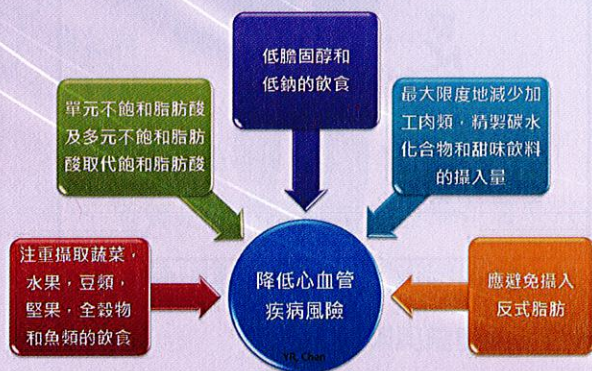 低膽固醇和
低鈉的飲食
單元不飽和脂肪酸
及多元不飽和脂肪
酸取代飽和脂肪酸
最大限度地減少加
工肉類，精製碳水
化合物和甜味飲料
的攝入量
注重攝取蔬菜，
水果，豆類，
堅果，全穀物
和魚類的飲食
降低心血管
疾病風險
YR, Chen
應避免攝入
反式脂肪